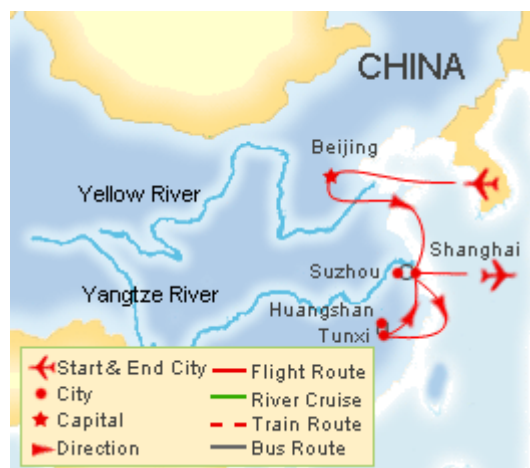 CHINA
Beijing
Yellow River
Shanghai
Suzhou
Yangtze River
Huangshan
Tunxi
Start & End City
Flight Route
City
River Cruise
Capital
Train Route
Direction
Bus Route